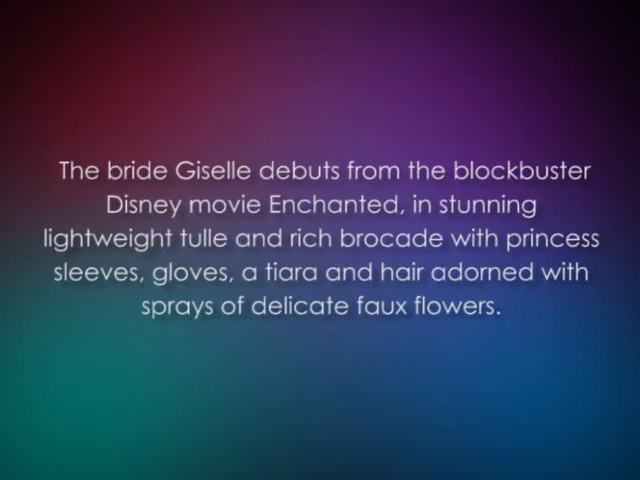 The bride Giselle debuts from the blockbuster
Disney movie Enchanted, in stunning
lightweight tulle and rich brocade with princess
sleeves, gloves, a tiara and hair adorned with
sprays of delicate faux flowers.